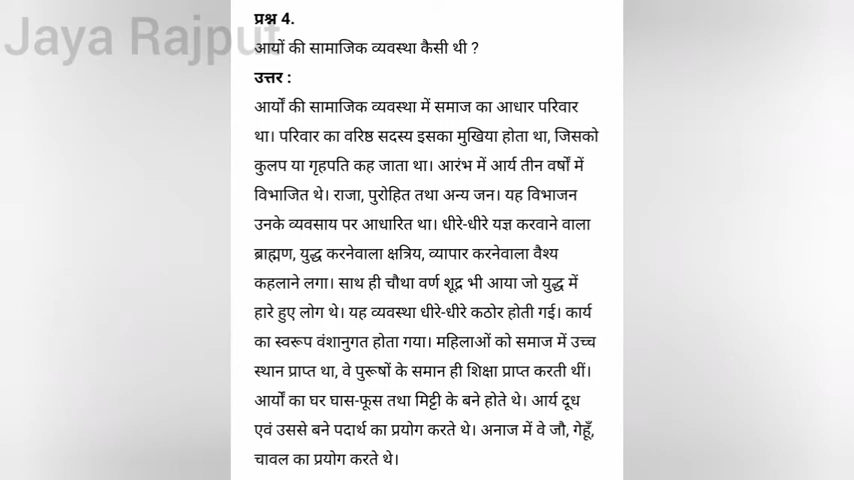 Jaya Rajput
प्रश्न 4.
आर्यों की सामाजिक व्यवस्था कैसी थी ?
उत्तर :
आर्यों की सामाजिक व्यवस्था में समाज का आधार परिवार
था। परिवार का वरिष्ठ सदस्य इसका मुखिया होता था, जिसको
कुलप या गृहपति कह जाता था। आरंभ में आर्य तीन वर्षों में
विभाजित थे। राजा, पुरोहित तथा अन्य जन। यह विभाजन
उनके व्यवसाय पर आधारित था। धीरे-धीरे यज्ञ करवाने वाला
ब्राह्मण, युद्ध करनेवाला क्षत्रिय, व्यापार करनेवाला वैश्य
कहलाने लगा। साथ ही चौथा वर्ण शूद्र भी आया जो युद्ध में
हारे हुए लोग थे। यह व्यवस्था धीरे-धीरे कठोर होती गई। कार्य
का स्वरूप वंशानुगत होता गया। महिलाओं को समाज में उच्च
स्थान प्राप्त था, वे पुरूषों के समान ही शिक्षा प्राप्त करती थीं।
आर्यों का घर घास-फूस तथा मिट्टी के बने होते थे। आर्य दूध
एवं उससे बने पदार्थ का प्रयोग करते थे। अनाज में वे जौ, गेहूँ,
चावल का प्रयोग करते थे।